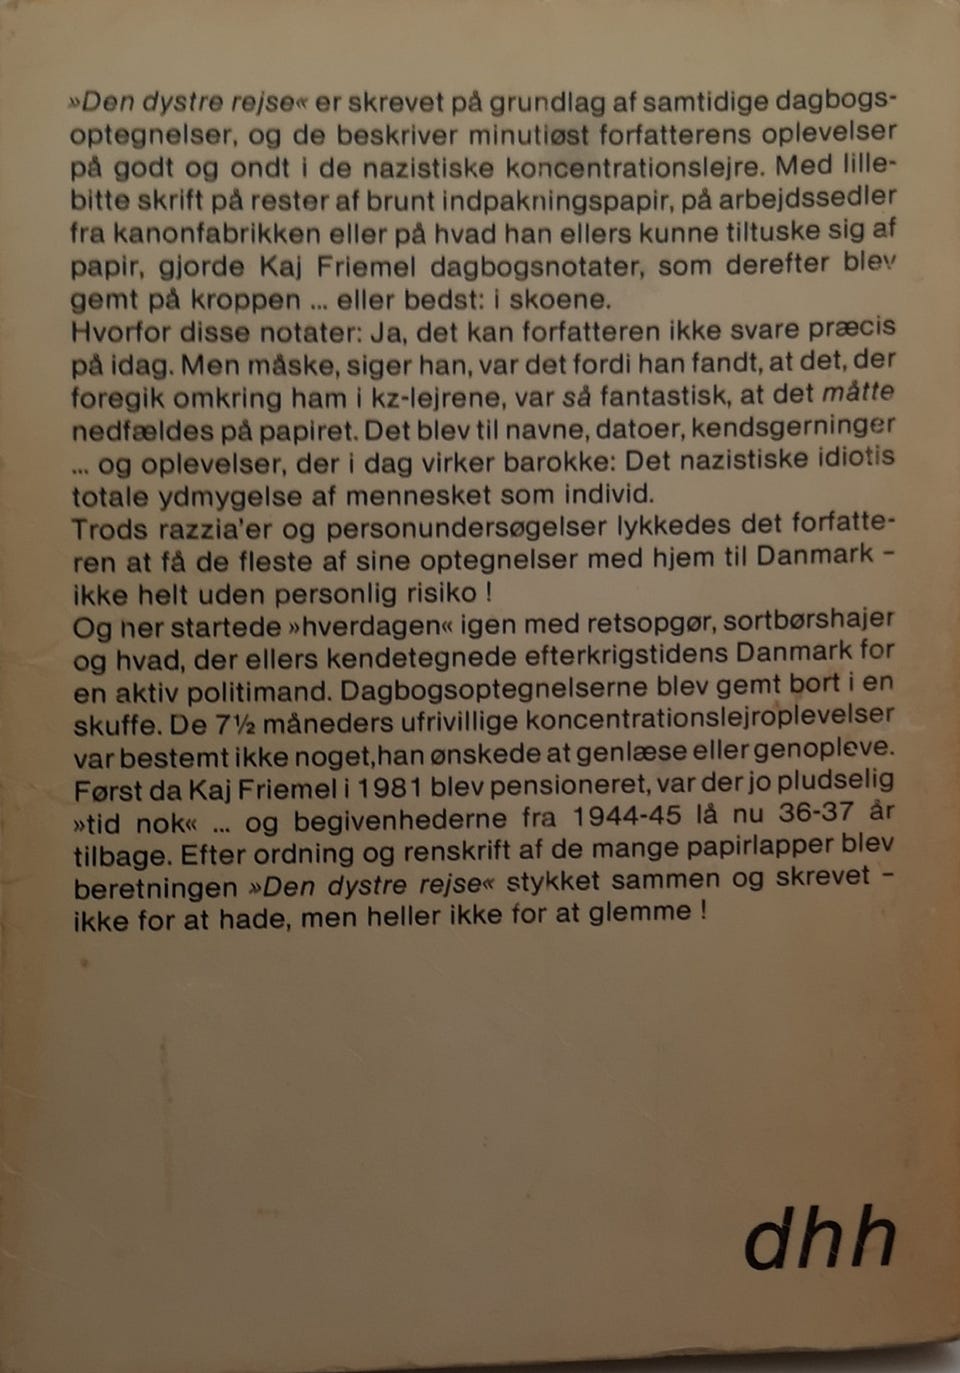 »Den dystre rejse« er skrevet på grundlag af samtidige dagbogs-
optegnelser, og de beskriver minutiøst forfatterens oplevelser
på godt og ondt i de nazistiske koncentrationslejre. Med lille-
bitte skrift på rester af brunt indpakningspapir, på arbejdssedler
fra kanonfabrikken eller på hvad han ellers kunne tiltuske sig af
papir, gjorde Kaj Friemel dagbogsnotater, som derefter blev
gemt på kroppen ... eller bedst: i skoene.
Hvorfor disse notater: Ja, det kan forfatteren ikke svare præcis
på idag. Men måske, siger han, var det fordi han fandt, at det, der
foregik omkring ham i kz-lejrene, var så fantastisk, at det måtte
nedfældes på papiret. Det blev til navne, datoer, kendsgerninger
... og oplevelser, der i dag virker barokke: Det nazistiske idiotis
totale ydmygelse af mennesket som individ.
Trods razzia'er og personundersøgelser lykkedes det forfatte-
ren at få de fleste af sine optegnelser med hjem til Danmark -
ikke helt uden personlig risiko !
Og her startede »hverdagen« igen med retsopgør, sortbørshajer
og hvad, der ellers kendetegnede efterkrigstidens Danmark for
en aktiv politimand. Dagbogsoptegnelserne blev gemt bort i en
skuffe. De 7½ måneders ufrivillige koncentrationslejroplevelser
var bestemt ikke noget,han ønskede at genlæse eller genopleve.
Først da Kaj Friemel i 1981 blev pensioneret, var der jo pludselig
»tid nok« ... og begivenhederne fra 1944-45 lå nu 36-37 år
tilbage. Efter ordning og renskrift af de mange papirlapper blev
beretningen »Den dystre rejse« stykket sammen og skrevet -
ikke for at hade, men heller ikke for at glemme !
dhh